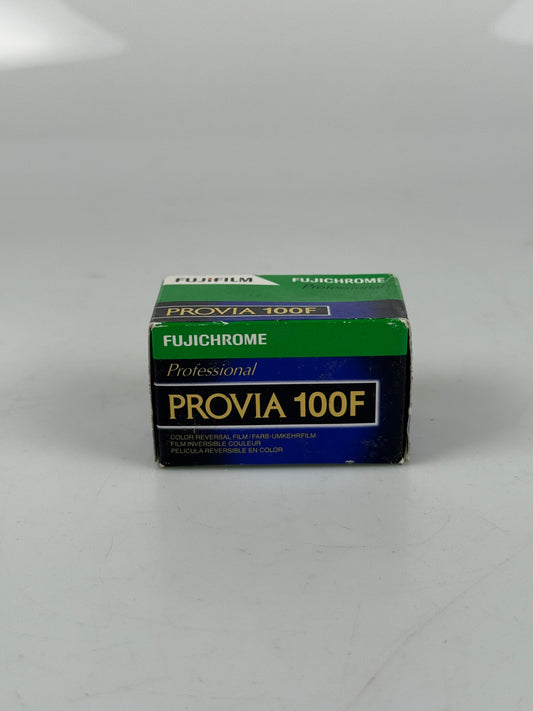 FUJIFILM
FUJICHROME
Professional
PROVIA 100F
FUJICHROME
Professional
PROVIA 100F
COLOR REVERSAL FILM/FARB-UMKEHRFILM
FILM INVERSIBLE COULEUR
PELICULA REVERSIBLE EN COLOR